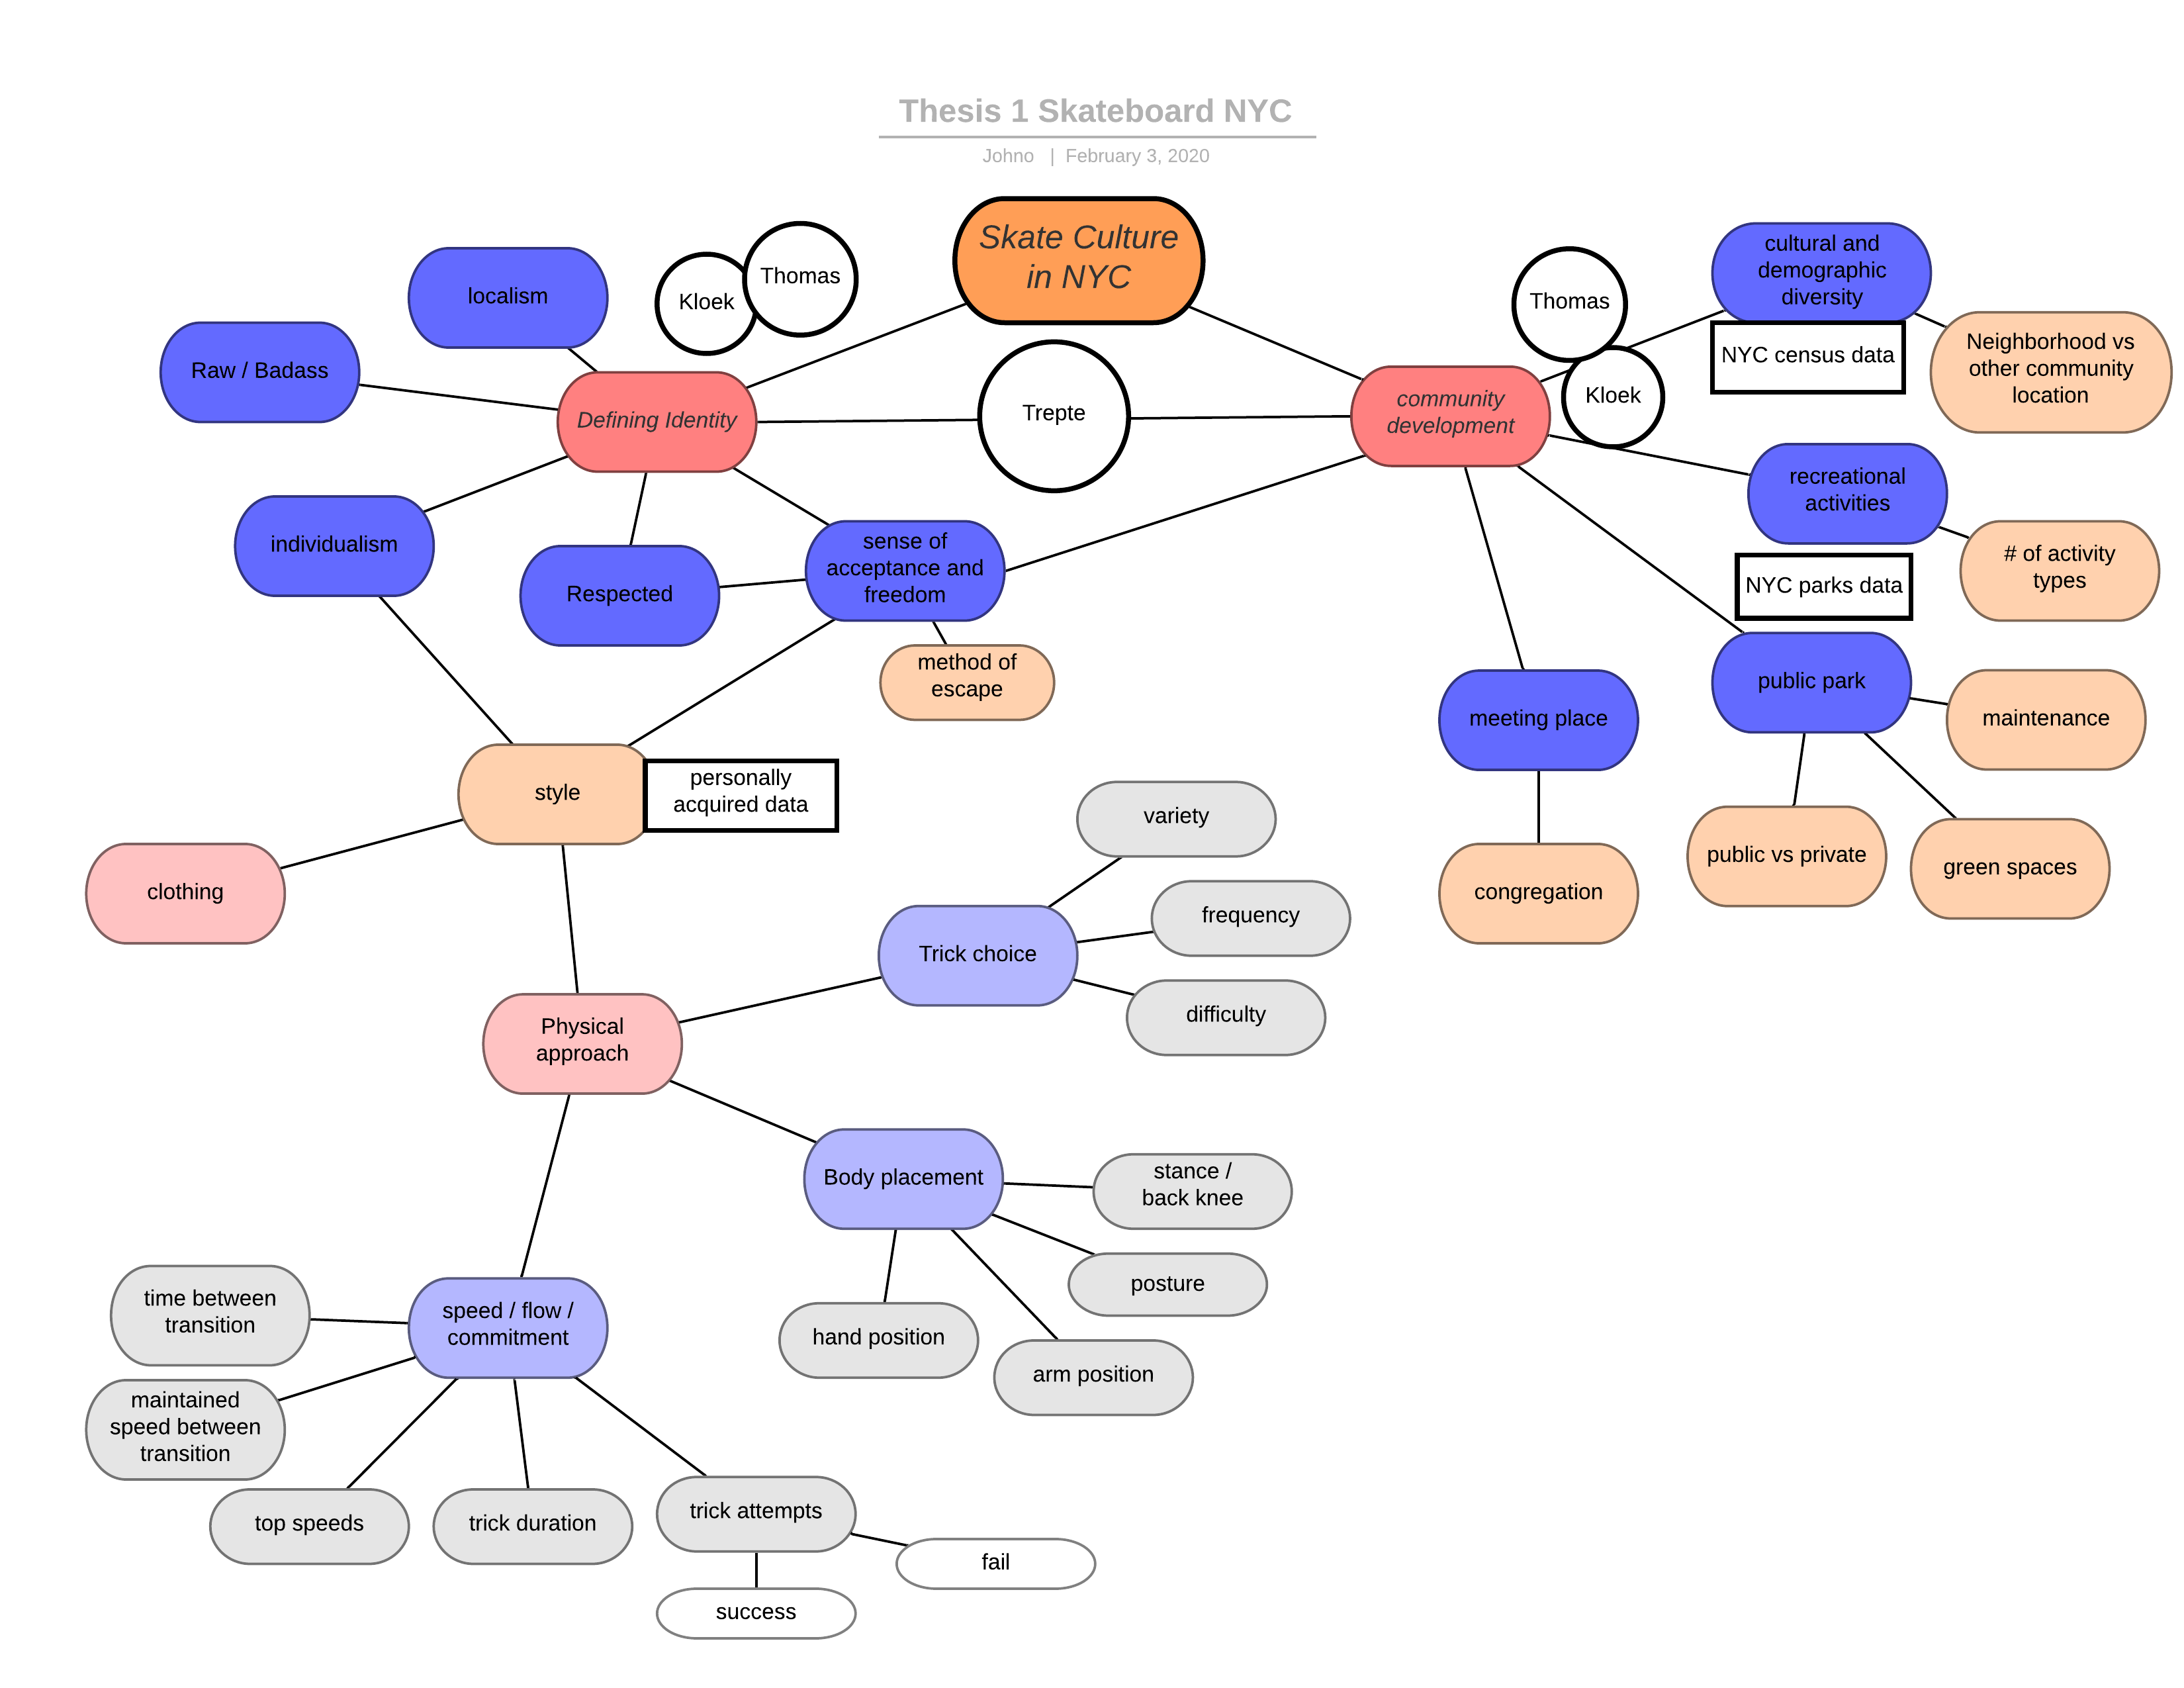 Thesis 1 Skateboard NYC
Johno | February 3, 2020
Skate Culture
in NYC
localism
Kloek
Thomas
Raw / Badass
Defining Identity
Trepte
community
development
Thomas
Kloek
cultural and
demographic
diversity
NYC census data
Neighborhood vs
other community
location
recreational
activities
# of activity
types
NYC parks data
individualism
Respected
sense of
acceptance and
freedom
method of
escape
meeting place
public park
maintenance
congregation
public vs private
green spaces
style
personally
acquired data
clothing
variety
frequency
Trick choice
difficulty
Physical
approach
Body placement
stance /
back knee
posture
hand position
arm position
time between
transition
speed / flow /
commitment
maintained
speed between
transition
top speeds
trick duration
trick attempts
fail
success